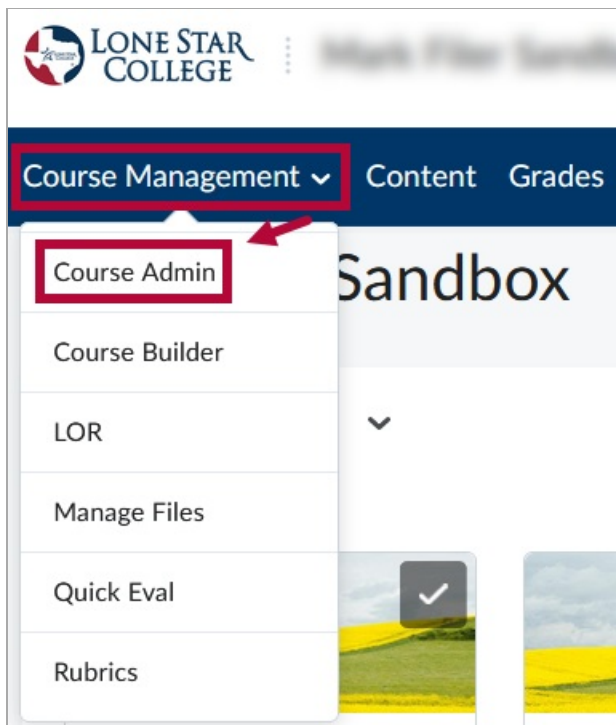 LONE STAR
COLLEGE
Course Management
Content
Grades
Sandbox
Course Admin
Course Builder
LOR
Manage Files
Quick Eval
Rubrics